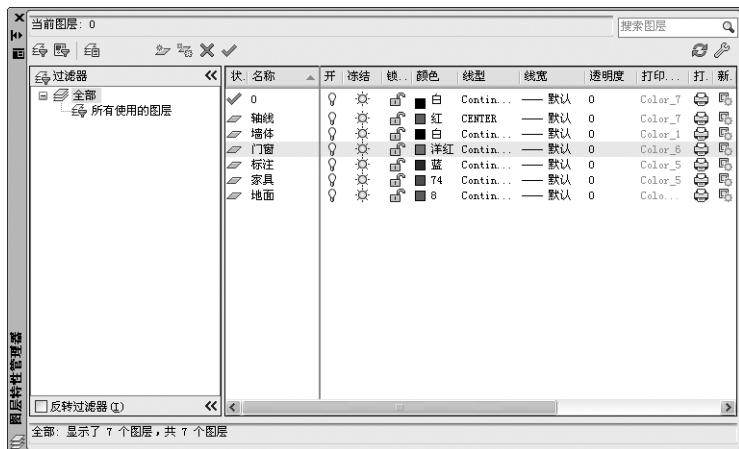 当前图层: 0
搜索图层
过滤器
状. 名称 开 冻结 锁.. 颜色 线型 线宽 透明度 打印... 打. 新.
全部
所有使用的图层
0 白 Contin... 默认 0 Color_7
轴线 红 CENTER 默认 0 Color_7
墙体 白 Contin... 默认 0 Color_1
门窗 洋红 Contin... 默认 0 Color_6
标注 蓝 Contin... 默认 0 Color_5
家具 74 Contin... 默认 0 Color_5
地面 8 Contin... 默认 0 Colo...
反转过滤器(I)
全部: 显示了 7 个图层，共 7 个图层
图层特性管理器